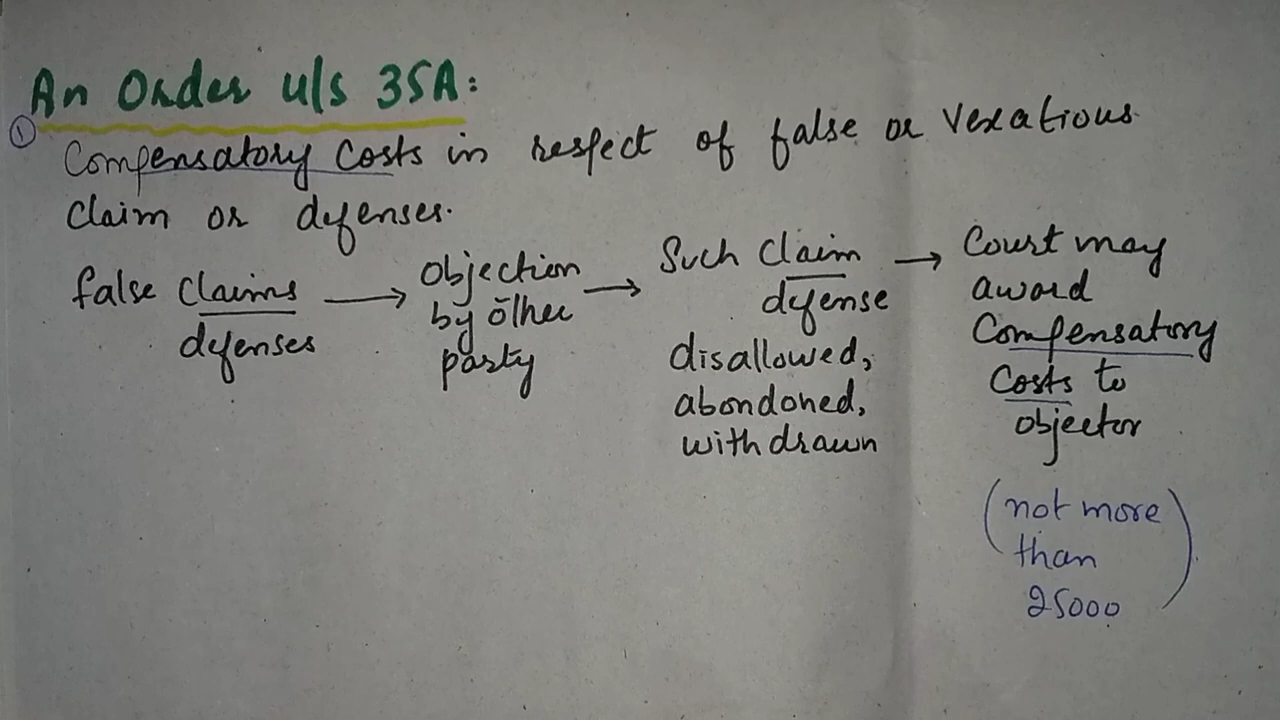 An Order u/s 35A:
① Compensatory Costs in respect of false or vexatious
Claim or defenses.
false claims
defenses
→
Objection
by other
party
→
Such Claim
defense
disallowed,
abondoned,
withdrawn
→
Court may
award
Compensatory
Costs to
objector
(not more
than
25000)